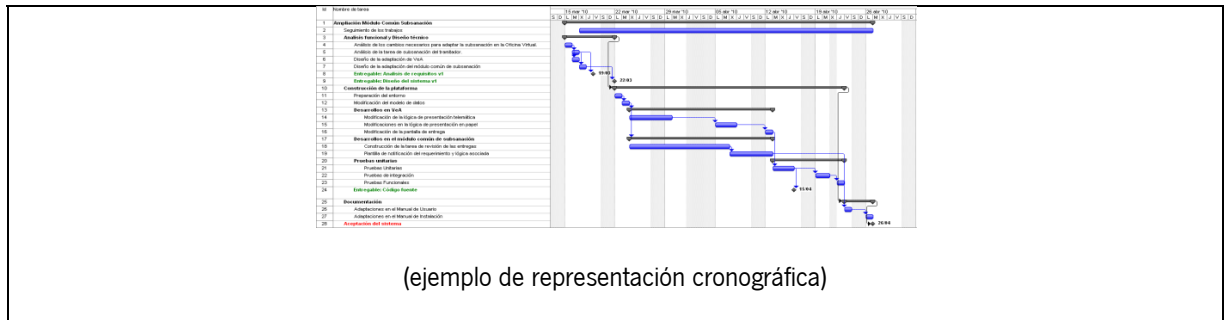 Id Nombre de tarea
15 mar '10 22 mar '10 29 mar '10 05 abr '10 12 abr '10 19 abr '10 26 abr '10
S D L M X J V S D L M X J V S D L M X J V S D L M X J V S D L M X J V S D L M X J V S D L M X J V S D
1 Ampliación Módulo Común Subsanación
2 Seguimiento de los trabajos
3 Análisis funcional y Diseño técnico
4 Análisis de los cambios necesarios para adaptar la subsanación en la Oficina Virtual.
5 Análisis de la tarea de subsanación del tramitador
6 Diseño de la adaptación de VeA
7 Diseño de la adaptación del módulo común de subsanación
8 Entregable: Análisis de requisitos v1
9 Entregable: Diseño del sistema v1 22/03
10 Construcción de la plataforma
11 Preparación del entorno
12 Modificación del modelo de datos
13 Desarrollos en VeA
14 Modificación de la lógica de presentación telemática
15 Modificaciones en la lógica de presentación en papel
16 Modificación de la pantalla de entrega
17 Desarrollos en el módulo común de subsanación
18 Construcción de la tarea de revisión de las entregas
19 Plantilla de notificación del requerimiento y lógica asociada
20 Pruebas unitarias
21 Pruebas Unitarias
22 Pruebas de integración
23 Pruebas Funcionales
24 Entregable: Código fuente
25 Documentación
26 Adaptaciones en el Manual de Usuario
27 Adaptaciones en el Manual de Instalación
28 Aceptación del sistema 26/04
(ejemplo de representación cronográfica)